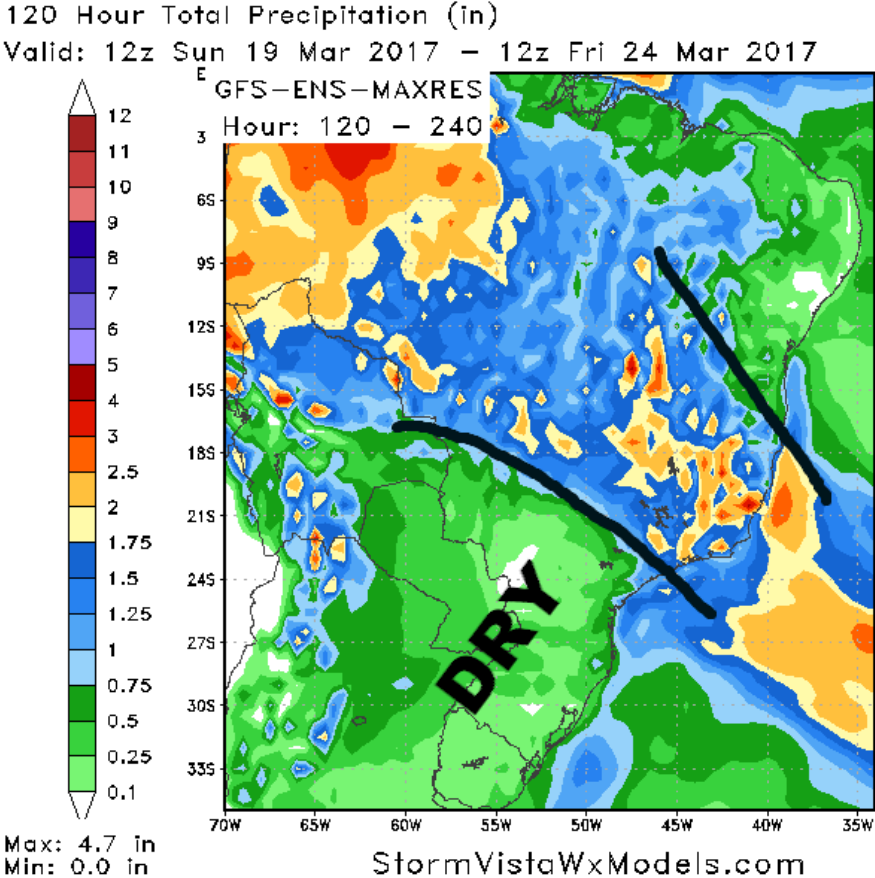 120 Hour Total Precipitation (in)
Valid: 12z Sun 19 Mar 2017 – 12z Fri 24 Mar 2017
E
GFS–ENS–MAXRES
Hour: 120 – 240
12
11
10
9
8
7
6
5
4
3
2.5
2
1.75
1.5
1.25
1
0.75
0.5
0.25
0.1
3
6S
9S
12S
15S
18S
21S
24S
27S
30S
33S
DRY
70W 65W 60W 55W 50W 45W 40W 35W
Max: 4.7 in
Min: 0.0 in
StormVistaWxModels.com